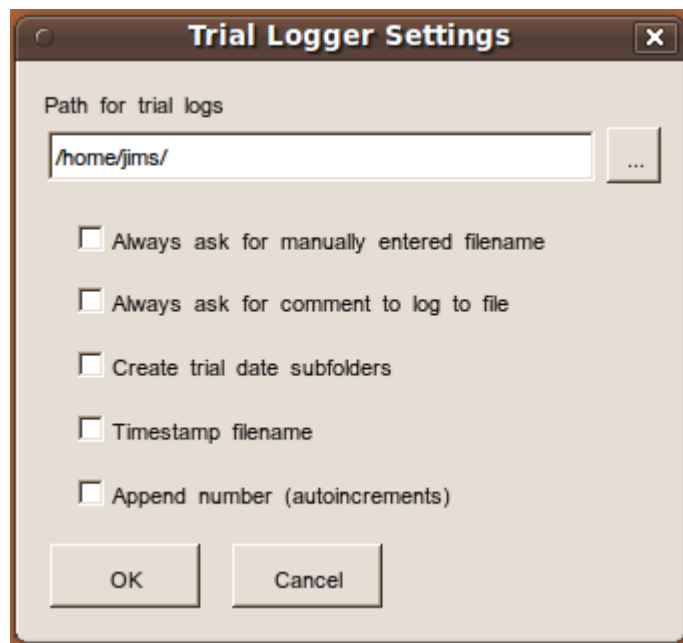 Trial Logger Settings
Path for trial logs
/home/jims/
...
Always ask for manually entered filename
Always ask for comment to log to file
Create trial date subfolders
Timestamp filename
Append number (autoincrements)
OK Cancel